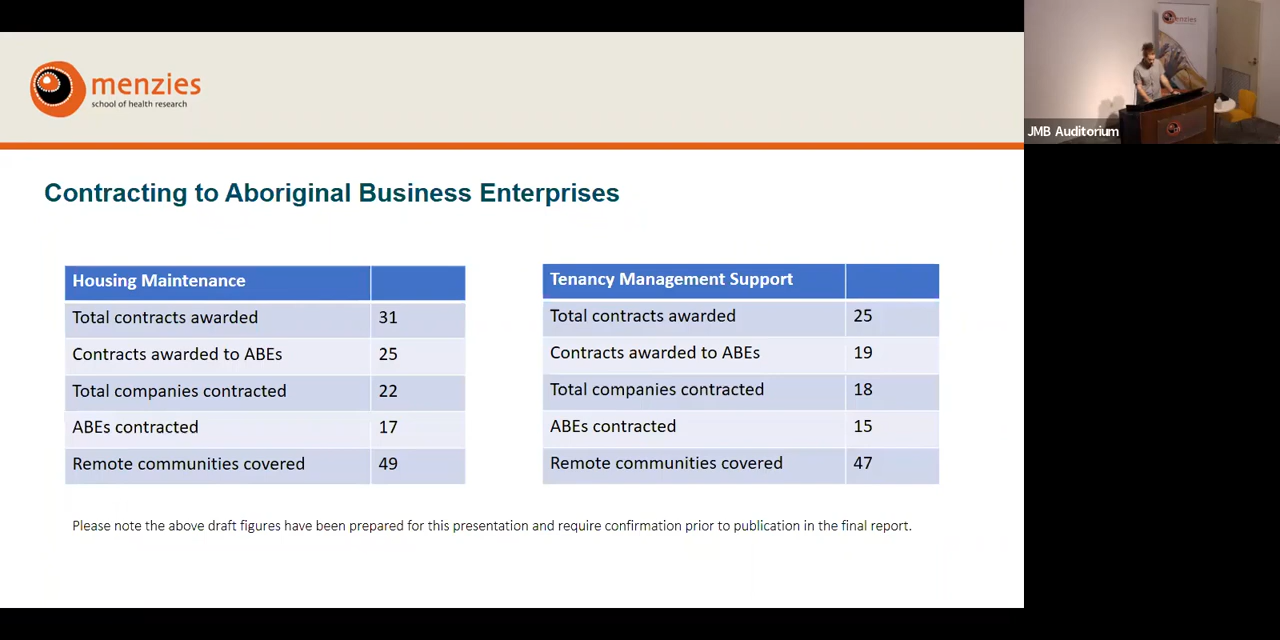 menzies
school of health research
menzies
JMB Auditorium
Contracting to Aboriginal Business Enterprises
Housing Maintenance
Total contracts awarded 31
Contracts awarded to ABEs 25
Total companies contracted 22
ABEs contracted 17
Remote communities covered 49
Tenancy Management Support
Total contracts awarded 25
Contracts awarded to ABEs 19
Total companies contracted 18
ABEs contracted 15
Remote communities covered 47
Please note the above draft figures have been prepared for this presentation and require confirmation prior to publication in the final report.